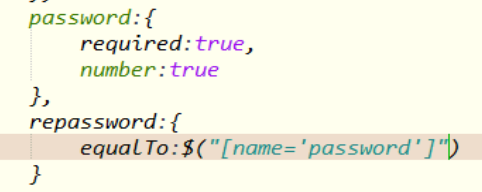 password:{
required:true,
number:true
},
repassword:{
equalTo:$("[name='password']")
}